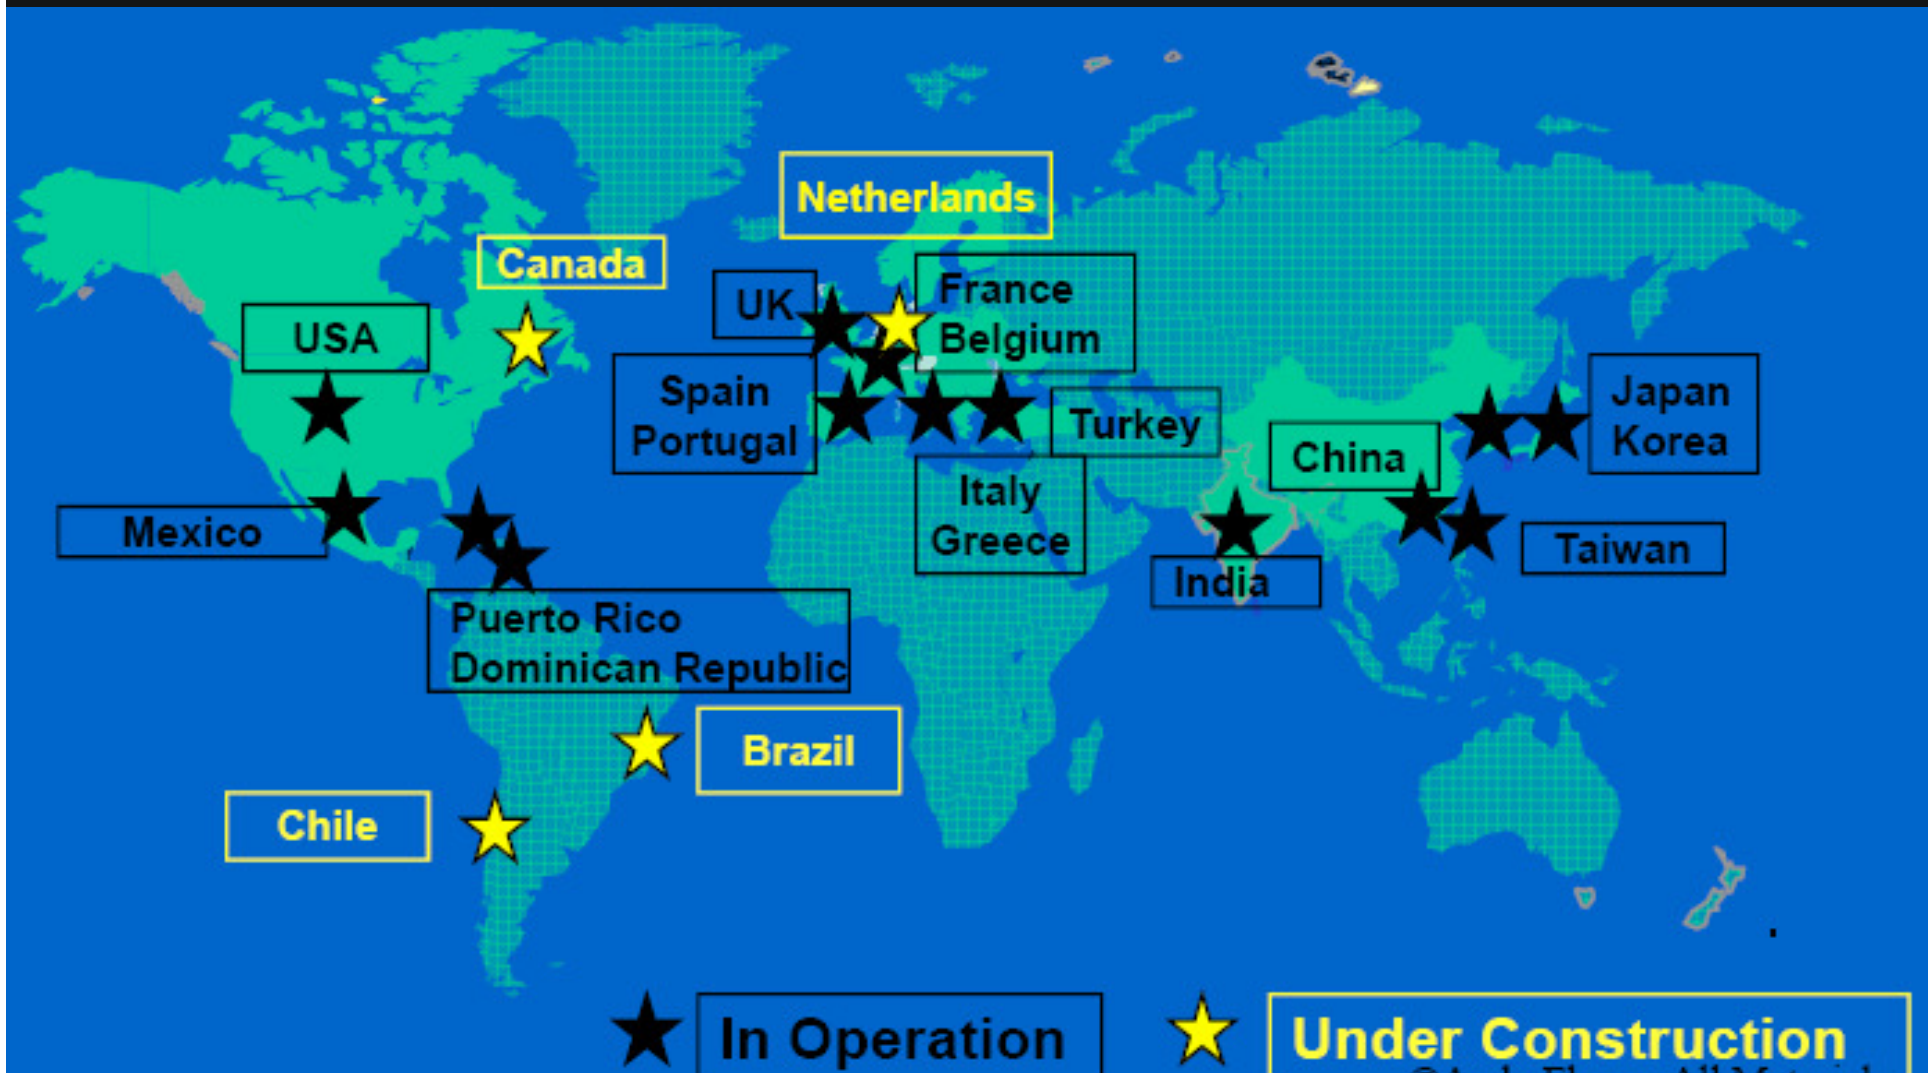 Netherlands
Canada
France
Belgium
UK
USA
Spain
Portugal
Turkey
Japan
Korea
China
Italy
Greece
Mexico
Taiwan
India
Puerto Rico
Dominican Republic
Brazil
Chile
In Operation
Under Construction